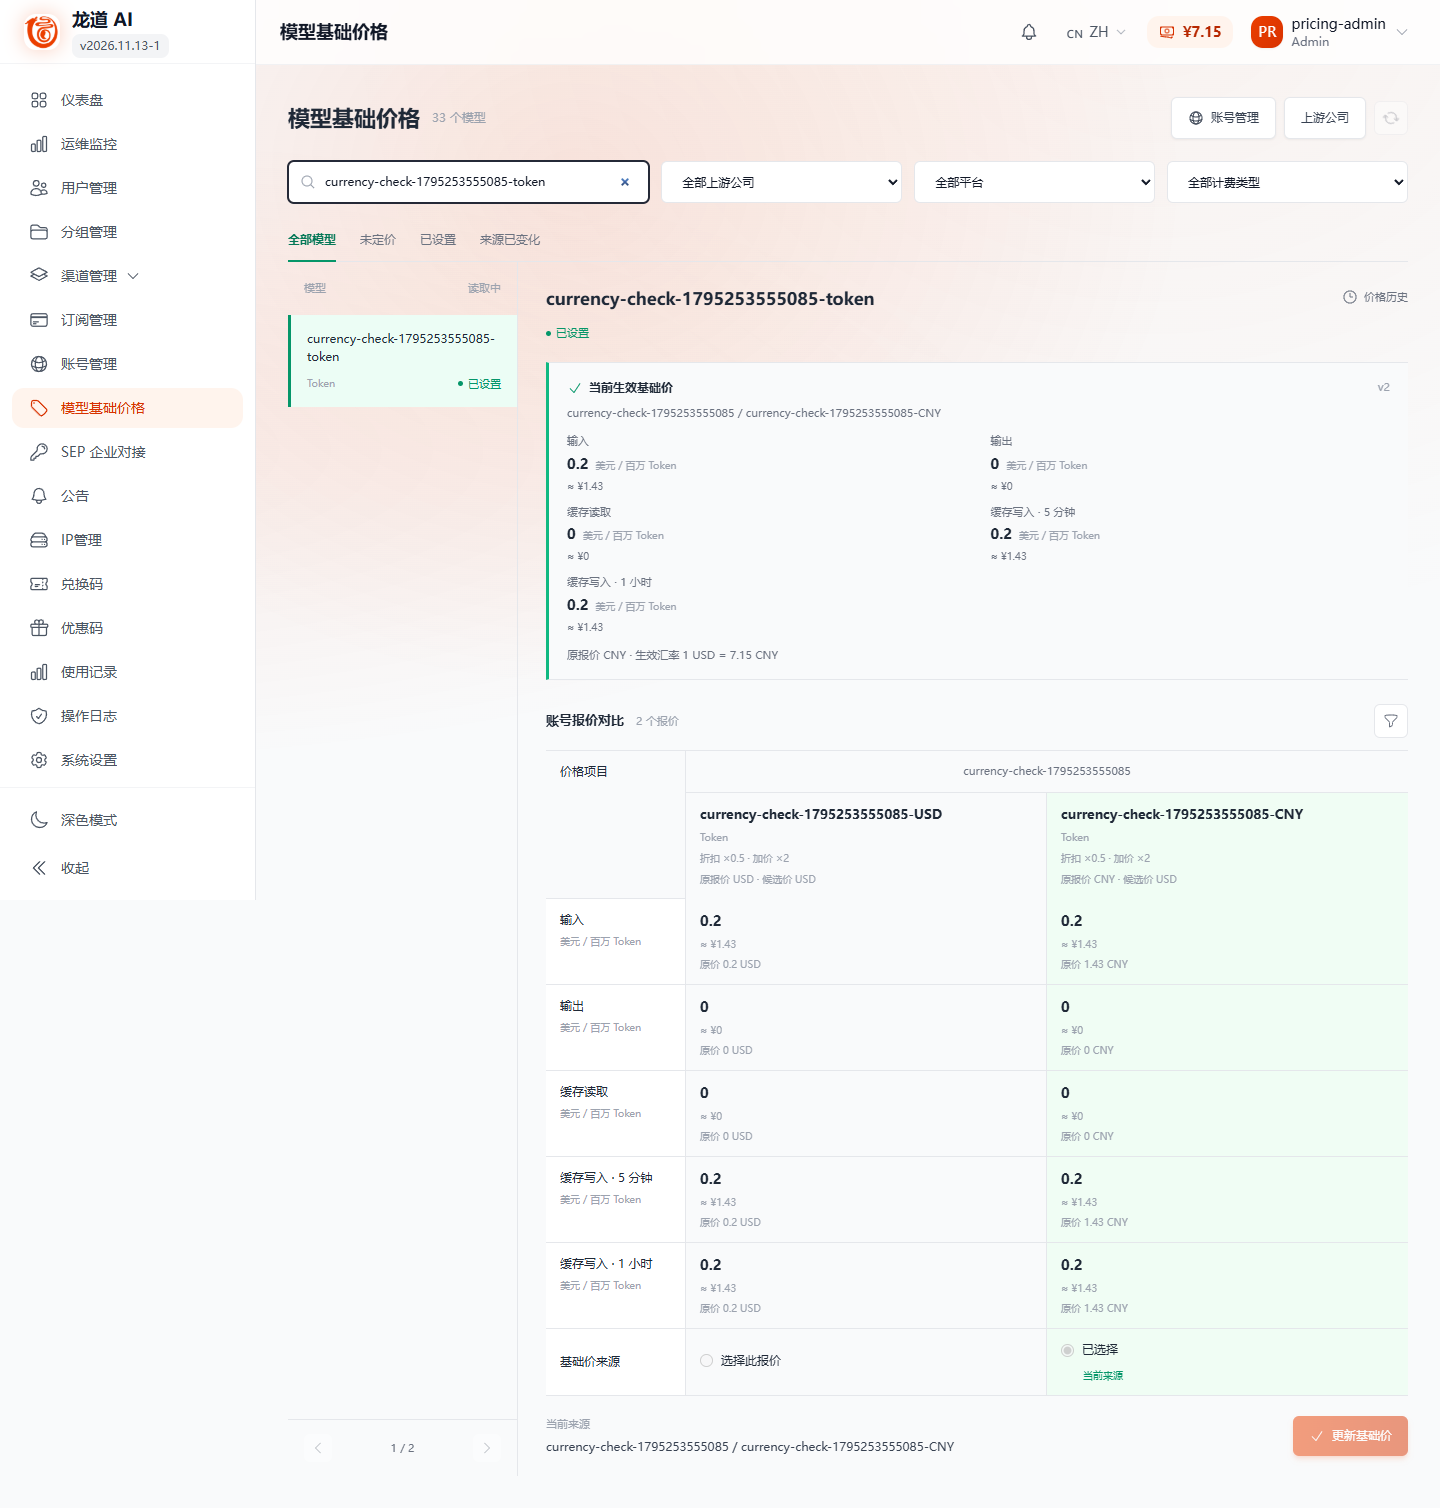 龙道 AI
v2026.11.13-1
模型基础价格
CN ZH
¥7.15
PR
pricing-admin
Admin
仪表盘
运维监控
用户管理
分组管理
渠道管理
订阅管理
账号管理
模型基础价格
SEP 企业对接
公告
IP管理
兑换码
优惠码
使用记录
操作日志
系统设置
深色模式
收起
模型基础价格
33 个模型
账号管理
上游公司
currency-check-1795253555085-token
全部上游公司
全部平台
全部计费类型
全部模型
未定价
已设置
来源已变化
模型
读取中
currency-check-1795253555085-
token
Token
已设置
1 / 2
currency-check-1795253555085-token
价格历史
已设置
当前生效基础价
v2
currency-check-1795253555085 / currency-check-1795253555085-CNY
输入
0.2 美元 / 百万 Token
≈ ¥1.43
输出
0 美元 / 百万 Token
≈ ¥0
缓存读取
0 美元 / 百万 Token
≈ ¥0
缓存写入 · 5 分钟
0.2 美元 / 百万 Token
≈ ¥1.43
缓存写入 · 1 小时
0.2 美元 / 百万 Token
≈ ¥1.43
原报价 CNY · 生效汇率 1 USD = 7.15 CNY
账号报价对比
2 个报价
价格项目
currency-check-1795253555085
currency-check-1795253555085-USD
Token
折扣 ×0.5 · 加价 ×2
原报价 USD · 候选价 USD
currency-check-1795253555085-CNY
Token
折扣 ×0.5 · 加价 ×2
原报价 CNY · 候选价 USD
输入
美元 / 百万 Token
0.2
≈ ¥1.43
原价 0.2 USD
0.2
≈ ¥1.43
原价 1.43 CNY
输出
美元 / 百万 Token
0
≈ ¥0
原价 0 USD
0
≈ ¥0
原价 0 CNY
缓存读取
美元 / 百万 Token
0
≈ ¥0
原价 0 USD
0
≈ ¥0
原价 0 CNY
缓存写入 · 5 分钟
美元 / 百万 Token
0.2
≈ ¥1.43
原价 0.2 USD
0.2
≈ ¥1.43
原价 1.43 CNY
缓存写入 · 1 小时
美元 / 百万 Token
0.2
≈ ¥1.43
原价 0.2 USD
0.2
≈ ¥1.43
原价 1.43 CNY
基础价来源
选择此报价
已选择
当前来源
当前来源
currency-check-1795253555085 / currency-check-1795253555085-CNY
更新基础价